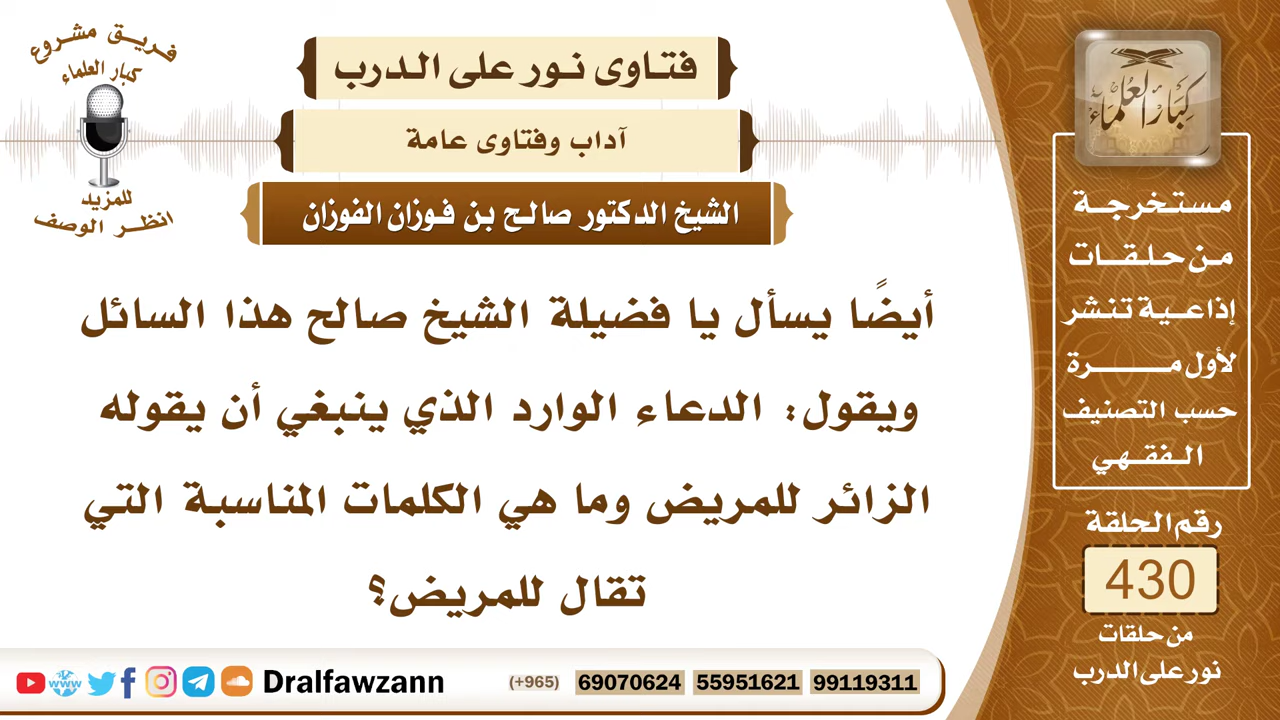 فريق مشروع
كبار العلماء
للمزيد
انظر الوصف
فتاوى نور على الدرب
آداب وفتاوى عامة
الشيخ الدكتور صالح بن فوزان الفوزان
أيضًا يسأل يا فضيلة الشيخ صالح هذا السائل
ويقول: الدعاء الوارد الذي ينبغي أن يقوله
الزائر للمريض وما هي الكلمات المناسبة التي
تقال للمريض؟
كبار العلماء
مستخرجة
من حلقات
إذاعية تنشر
لأول مرة
حسب التصنيف
الفقهي
رقم الحلقة
430
من حلقات
نور على الدرب
www Dralfawzann (+965) 69070624 55951621 99119311